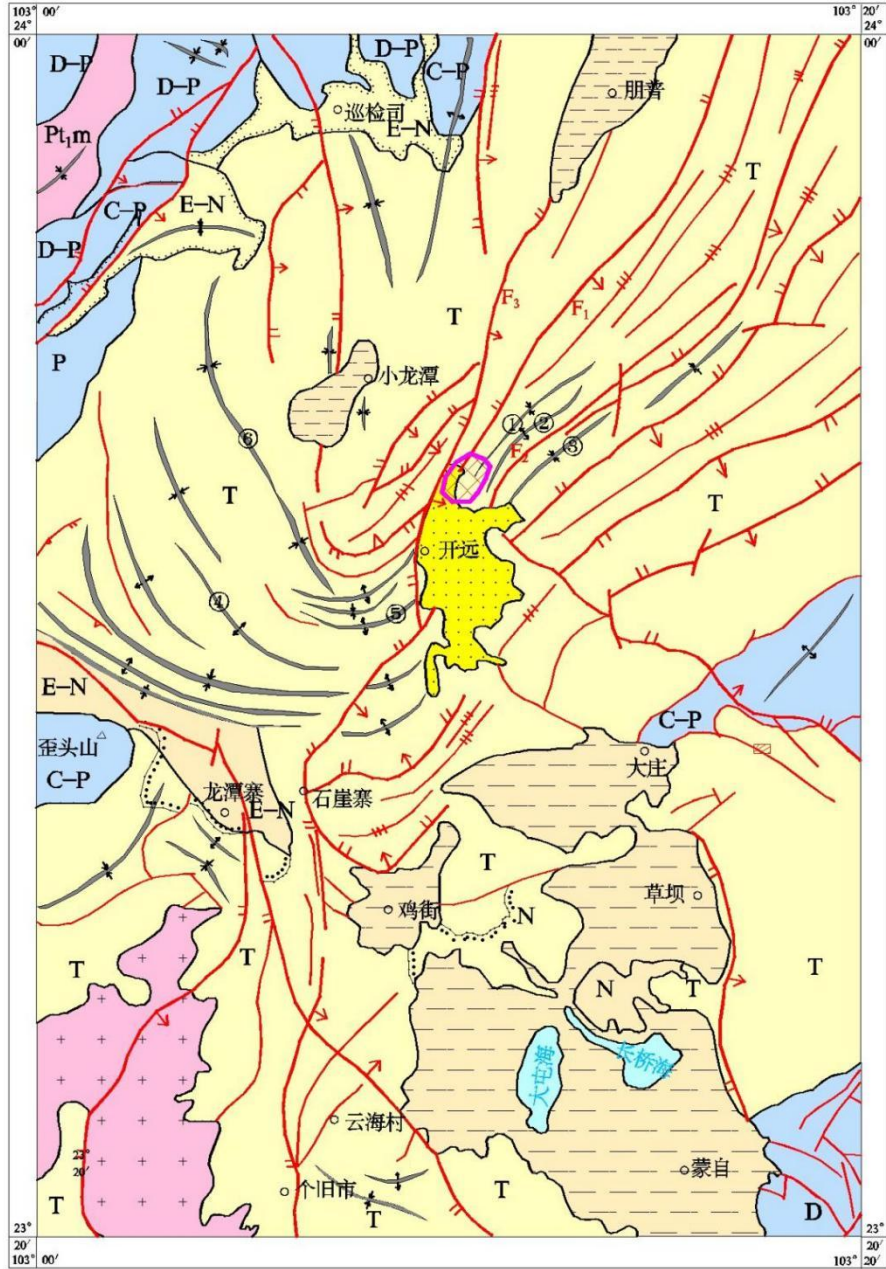 103° 00′
24° 00′
103° 20′
24° 00′
D–P
D–P
C–P
D–P
朋普
巡检司
E–N
Pt₁m
T
E–N
C–P
D–P
F₃
F₁
T
P
小龙潭
①
②
⑥
F₂
③
T
T
开远
④
⑤
E–N
C–P
歪头山
大庄
C–P
龙潭寨
E–N
石崖寨
T
草坝
鸡街
N
T
T
T
N
T
长桥海
大屯海
云海村
23°
20′
蒙自
个旧市
T
T
T
D
23° 20′
103° 00′
23° 20′
103° 20′